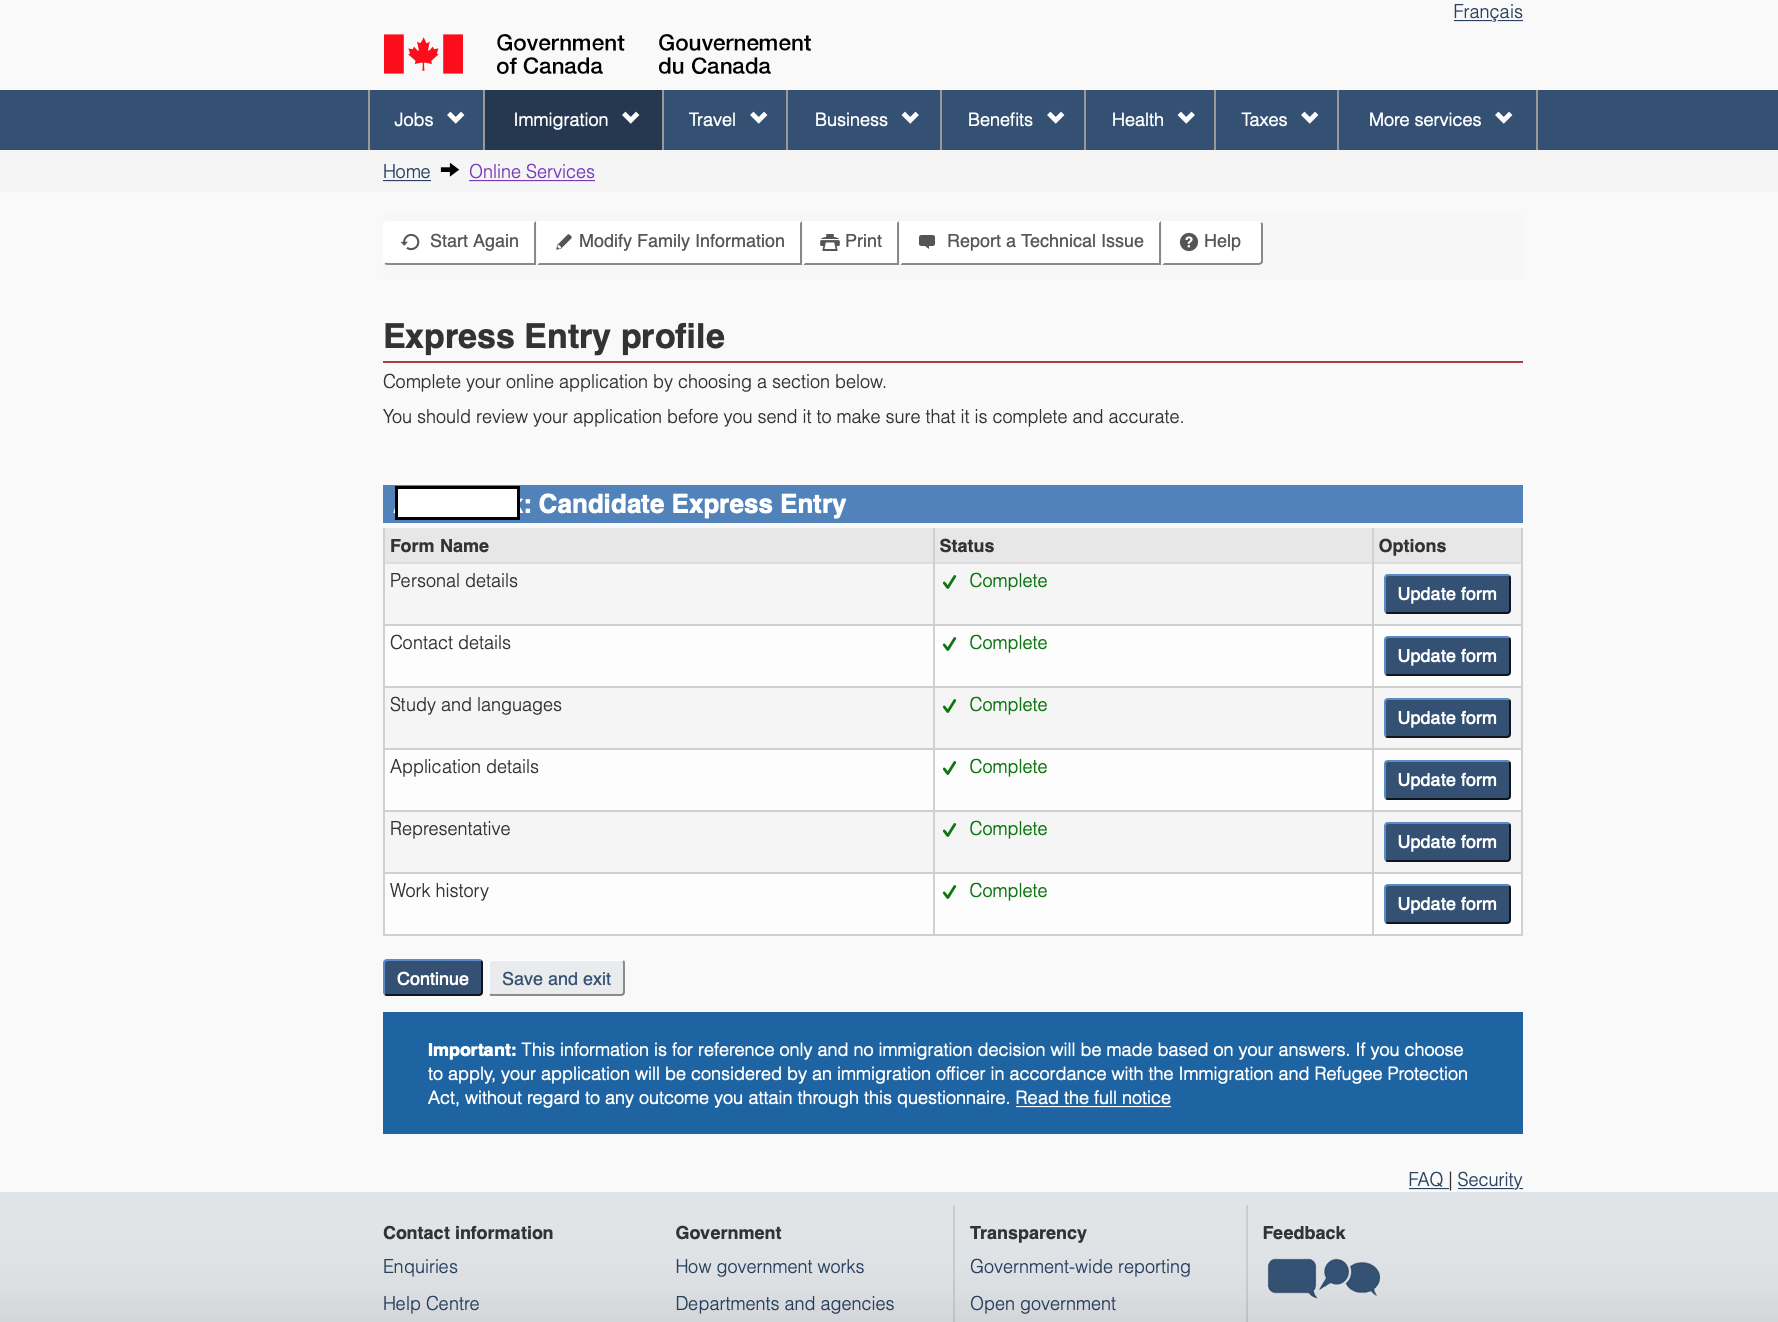 Français
Government of Canada
Gouvernement du Canada
Jobs Immigration Travel Business Benefits Health Taxes More services
Home Online Services
Start Again Modify Family Information Print Report a Technical Issue Help
Express Entry profile
Complete your online application by choosing a section below.
You should review your application before you send it to make sure that it is complete and accurate.
: Candidate Express Entry
Form Name Status Options
Personal details Complete Update form
Contact details Complete Update form
Study and languages Complete Update form
Application details Complete Update form
Representative Complete Update form
Work history Complete Update form
Continue Save and exit
Important: This information is for reference only and no immigration decision will be made based on your answers. If you choose
to apply, your application will be considered by an immigration officer in accordance with the Immigration and Refugee Protection
Act, without regard to any outcome you attain through this questionnaire. Read the full notice
FAQ | Security
Contact information Government Transparency Feedback
Enquiries How government works Government-wide reporting
Help Centre Departments and agencies Open government